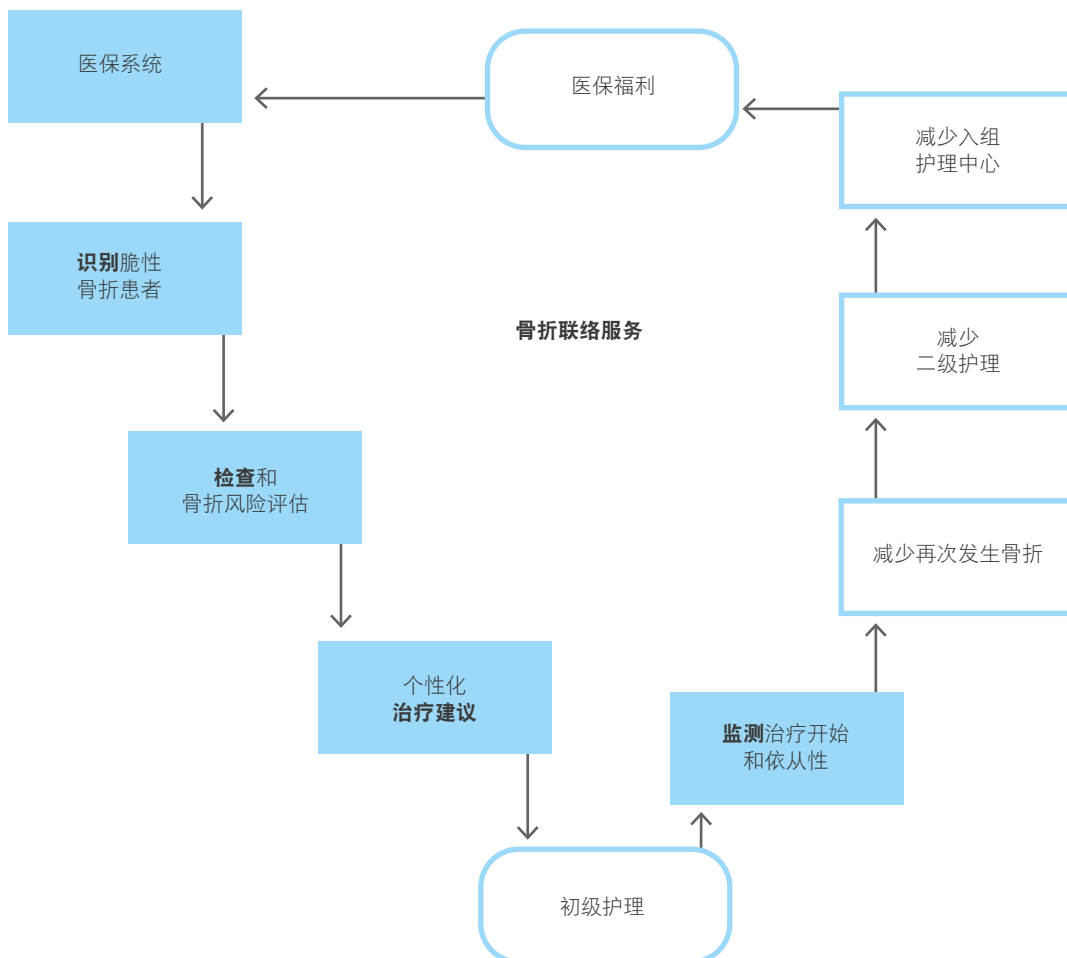 医保系统
医保福利
减少入组
护理中心
识别脆性
骨折患者
骨折联络服务
减少
二级护理
检查和
骨折风险评估
减少再次发生骨折
个性化
治疗建议
监测治疗开始
和依从性
初级护理